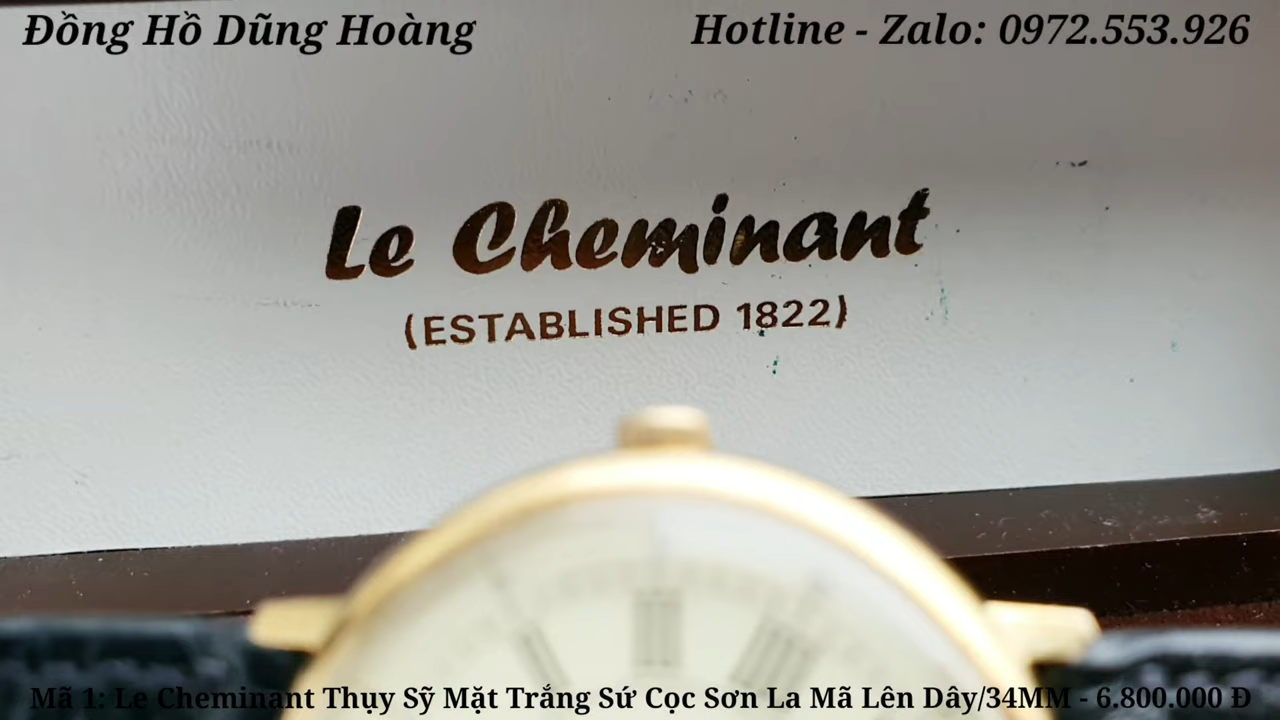 Đồng Hồ Dũng Hoàng
Hotline - Zalo: 0972.553.926
Le Cheminant
(ESTABLISHED 1822)
Mã 1: Le Cheminant Thụy Sỹ Mặt Trắng Sứ Cọc Sơn La Mã Lên Dây/34MM - 6.800.000 Đ